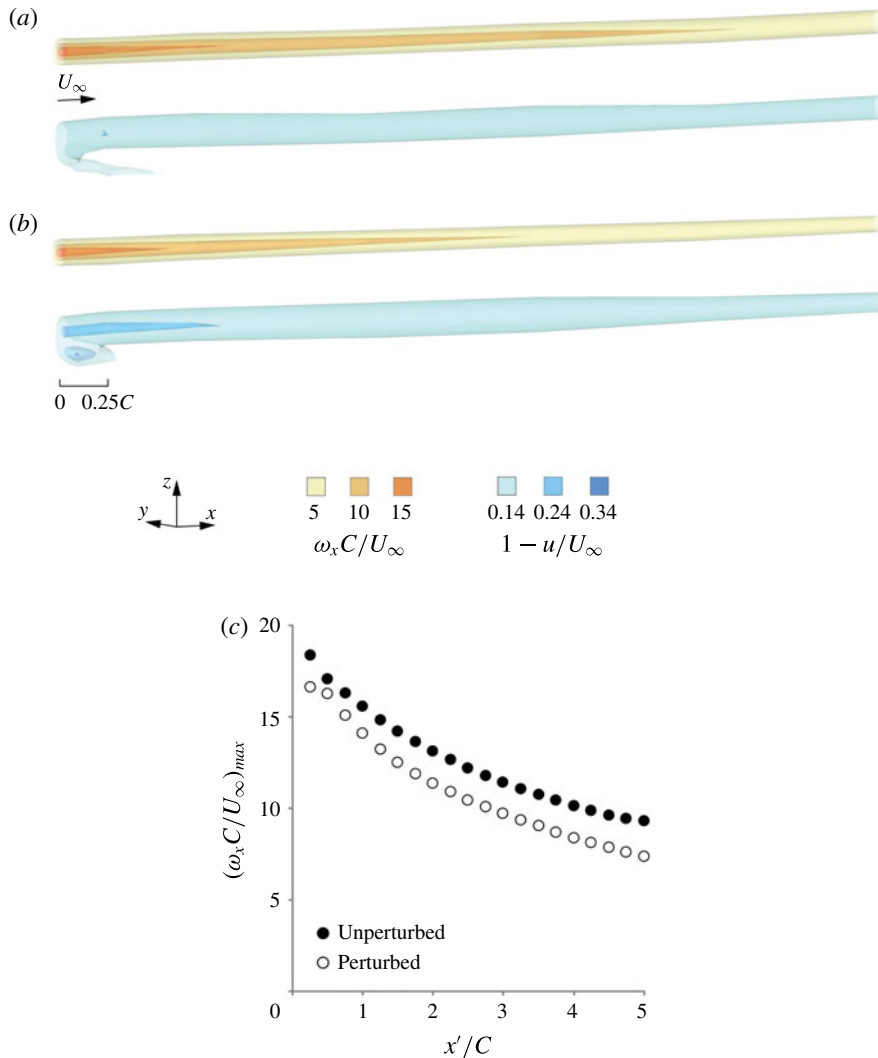 (a)
U∞
(b)
0 0.25C
z
y x
5 10 15
ωxC/U∞
0.14 0.24 0.34
1 − u/U∞
(c)
20
15
10
5
0 1 2 3 4 5
(ωxC/U∞)max
Unperturbed
Perturbed
x′/C